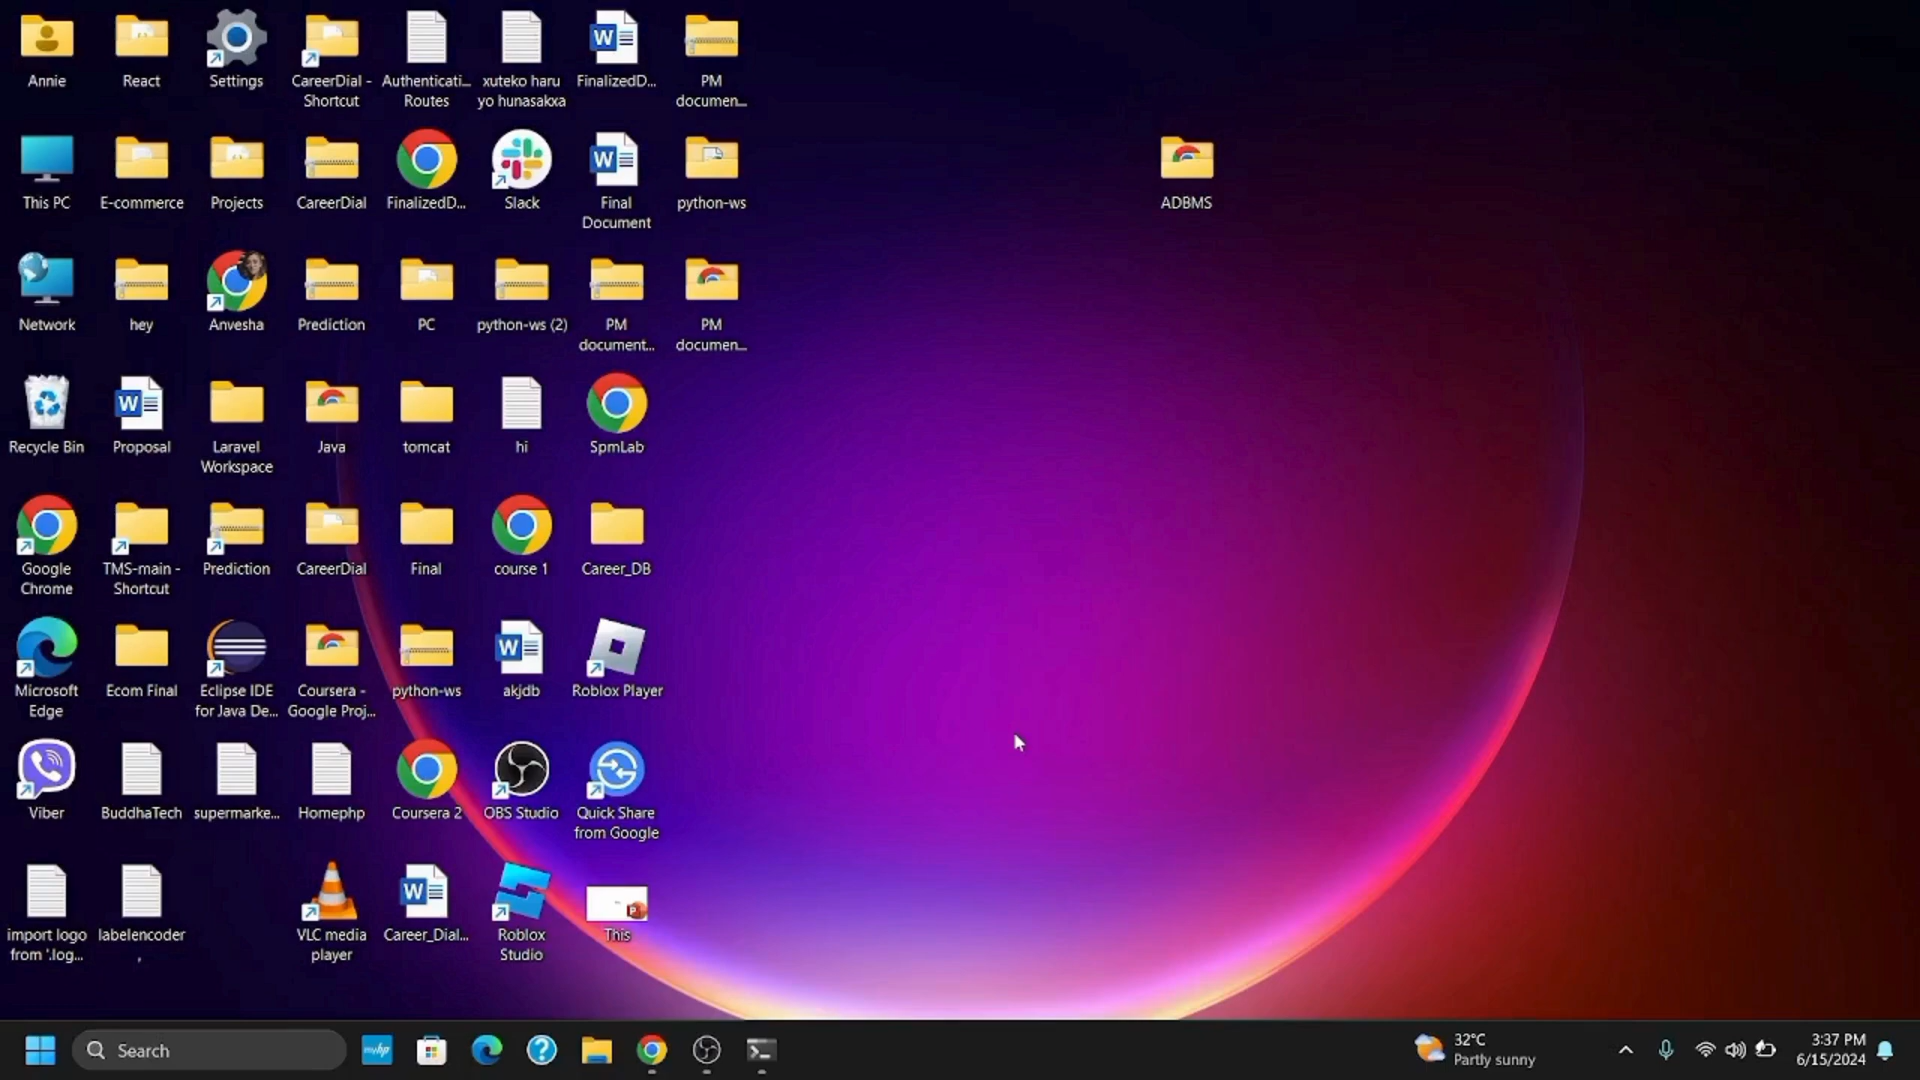 Annie
React
Settings
CareerDial -
Shortcut
Authenticati...
Routes
xuteko haru
yo hunasakxa
FinalizedD...
PM
documen...
This PC
E-commerce
Projects
CareerDial
FinalizedD...
Slack
Final
Document
python-ws
ADBMS
Network
hey
Anvesha
Prediction
PC
python-ws (2)
PM
document...
PM
documen...
Recycle Bin
Proposal
Laravel
Workspace
Java
tomcat
hi
SpmLab
Google
Chrome
TMS-main -
Shortcut
Prediction
CareerDial
Final
course 1
Career_DB
Microsoft
Edge
Ecom Final
Eclipse IDE
for Java De...
Coursera -
Google Proj...
python-ws
akjdb
Roblox Player
Viber
BuddhaTech
supermarke...
Homephp
Coursera 2
OBS Studio
Quick Share
from Google
import logo
from '.log...
labelencoder
,
VLC media
player
Career_Dial...
Roblox
Studio
This
Search
myhp
32°C
Partly sunny
3:37 PM
6/15/2024